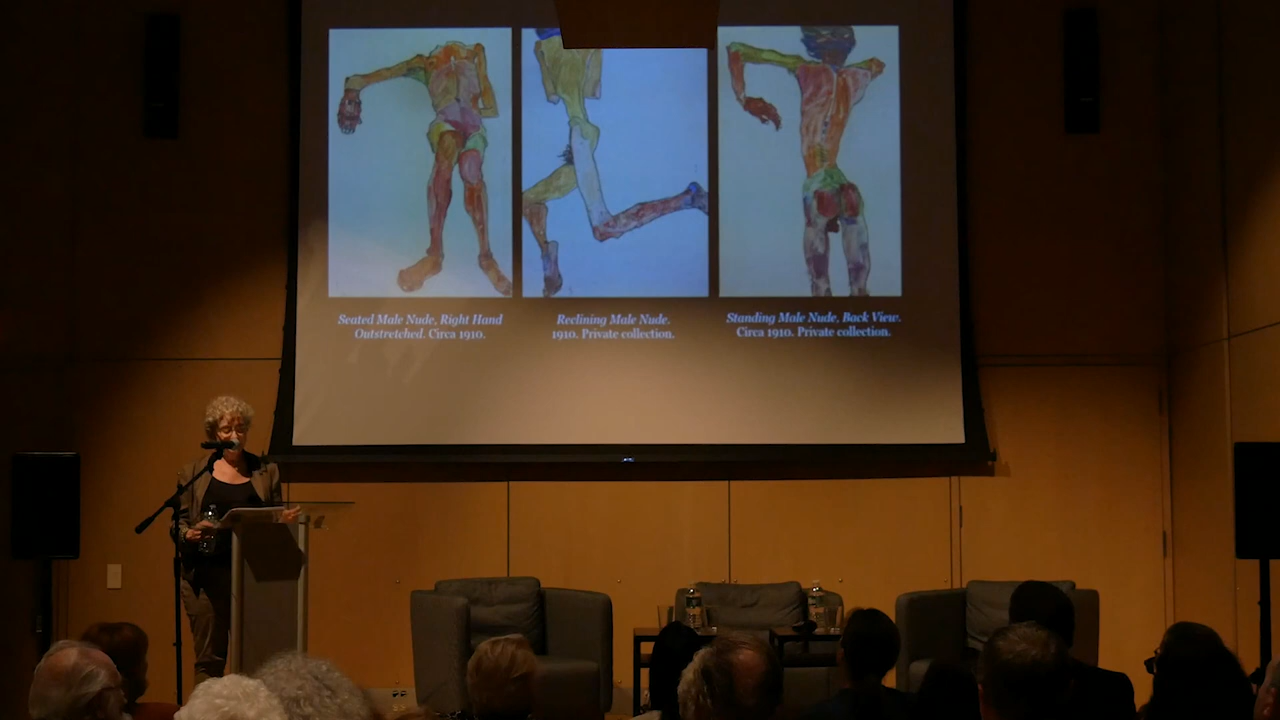 Seated Male Nude, Right Hand
Outstretched. Circa 1910.
Reclining Male Nude.
1910. Private collection.
Standing Male Nude, Back View.
Circa 1910. Private collection.